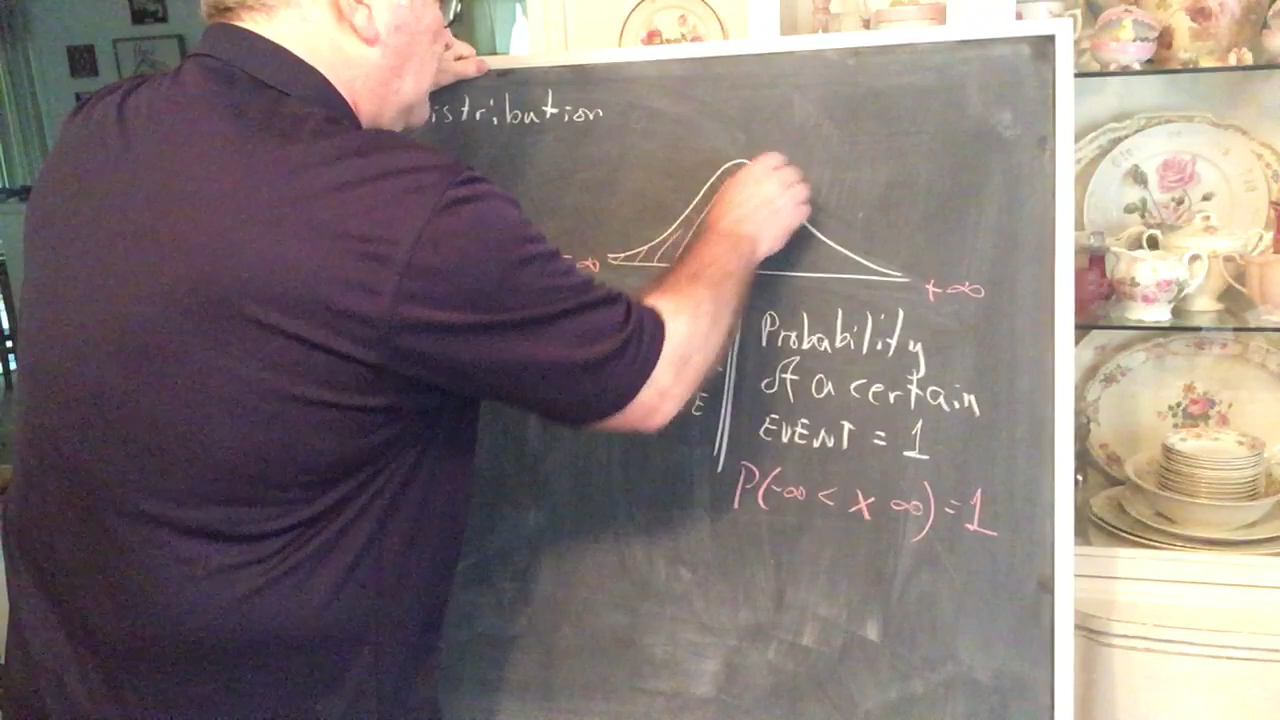 istribution
-∞
+∞
Probability
of a certain
EVENT = 1
E
P(-∞ < x ∞) = 1